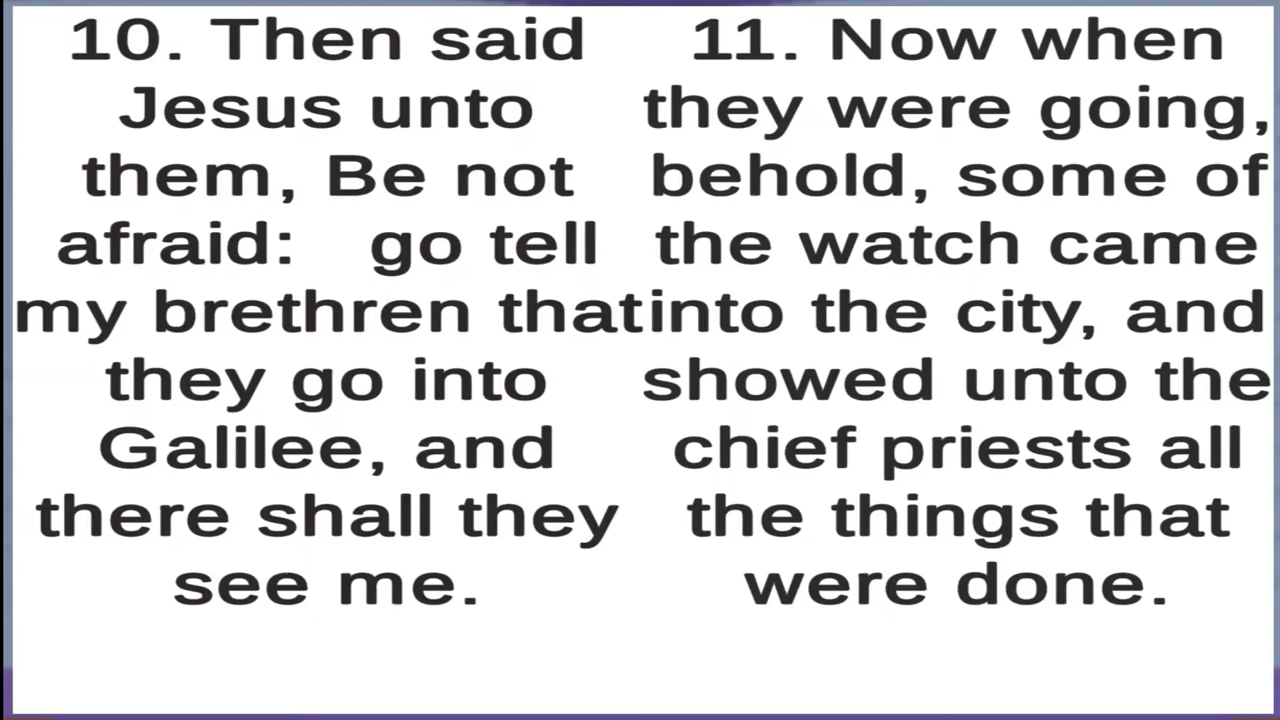 10. Then said
Jesus unto
them, Be not
afraid: go tell
my brethren that
they go into
Galilee, and
there shall they
see me.
11. Now when
they were going,
behold, some of
the watch came
into the city, and
showed unto the
chief priests all
the things that
were done.